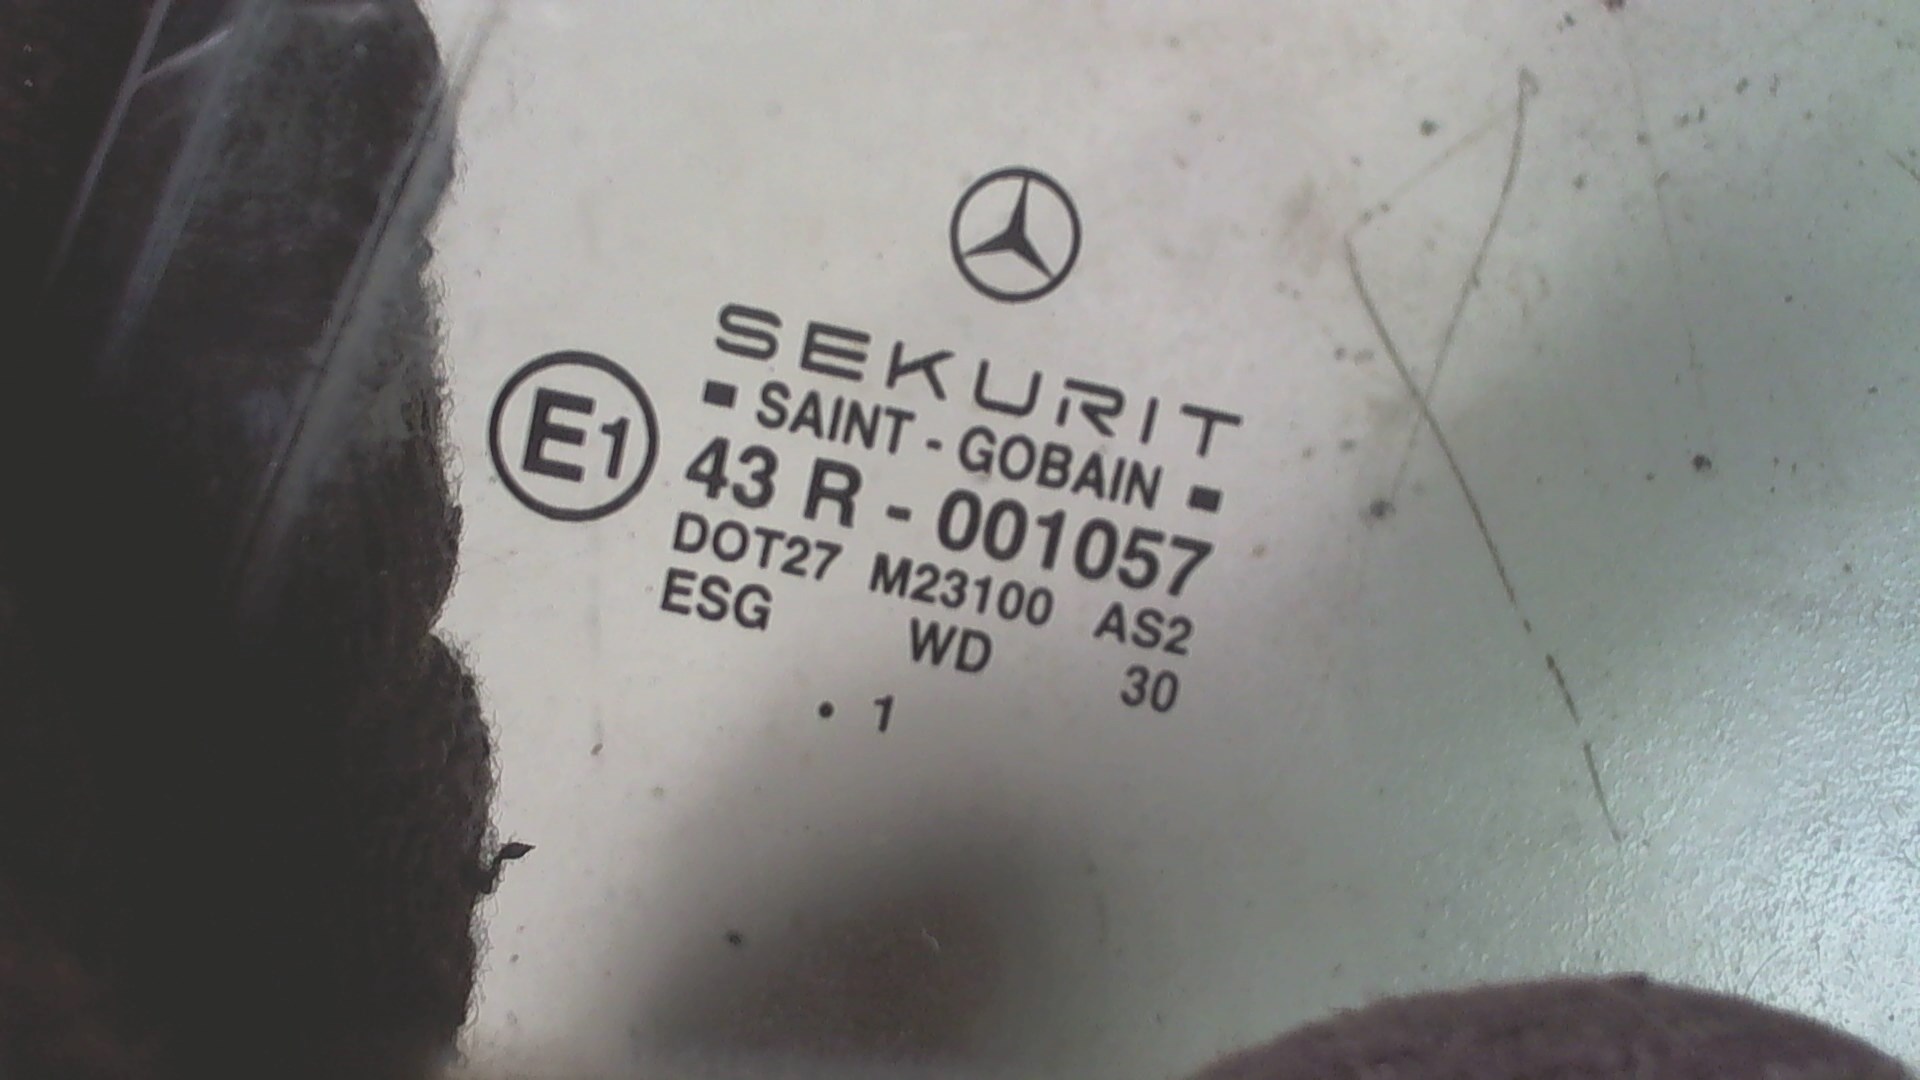 SEKURIT
SAINT - GOBAIN
E1
43 R - 001057
DOT27 M23100 AS2
ESG WD 30
. 1